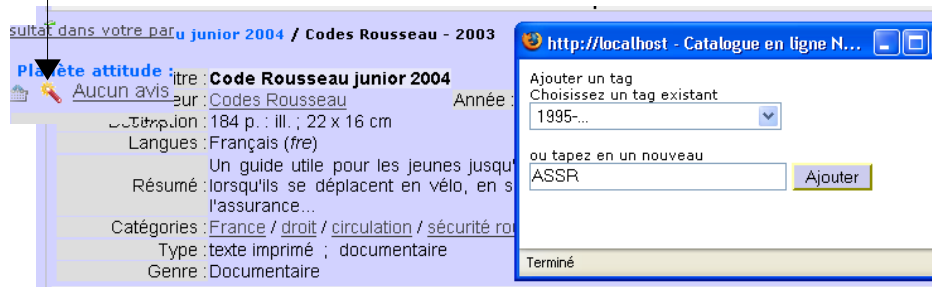 sultat dans votre par
u junior 2004 / Codes Rousseau - 2003
Planète attitude :
Aucun avis
itre : Code Rousseau junior 2004
eur : Codes Rousseau Année :
184 p. : ill. ; 22 x 16 cm
Langues : Français (fre)
Résumé : Un guide utile pour les jeunes jusqu'
lorsqu'ils se déplacent en vélo, en s
l'assurance...
Catégories : France / droit / circulation / sécurité rou
Type : texte imprimé ; documentaire
Genre : Documentaire
http://localhost - Catalogue en ligne N...
Ajouter un tag
Choisissez un tag existant
1995-...
ou tapez en un nouveau
ASSR Ajouter
Terminé